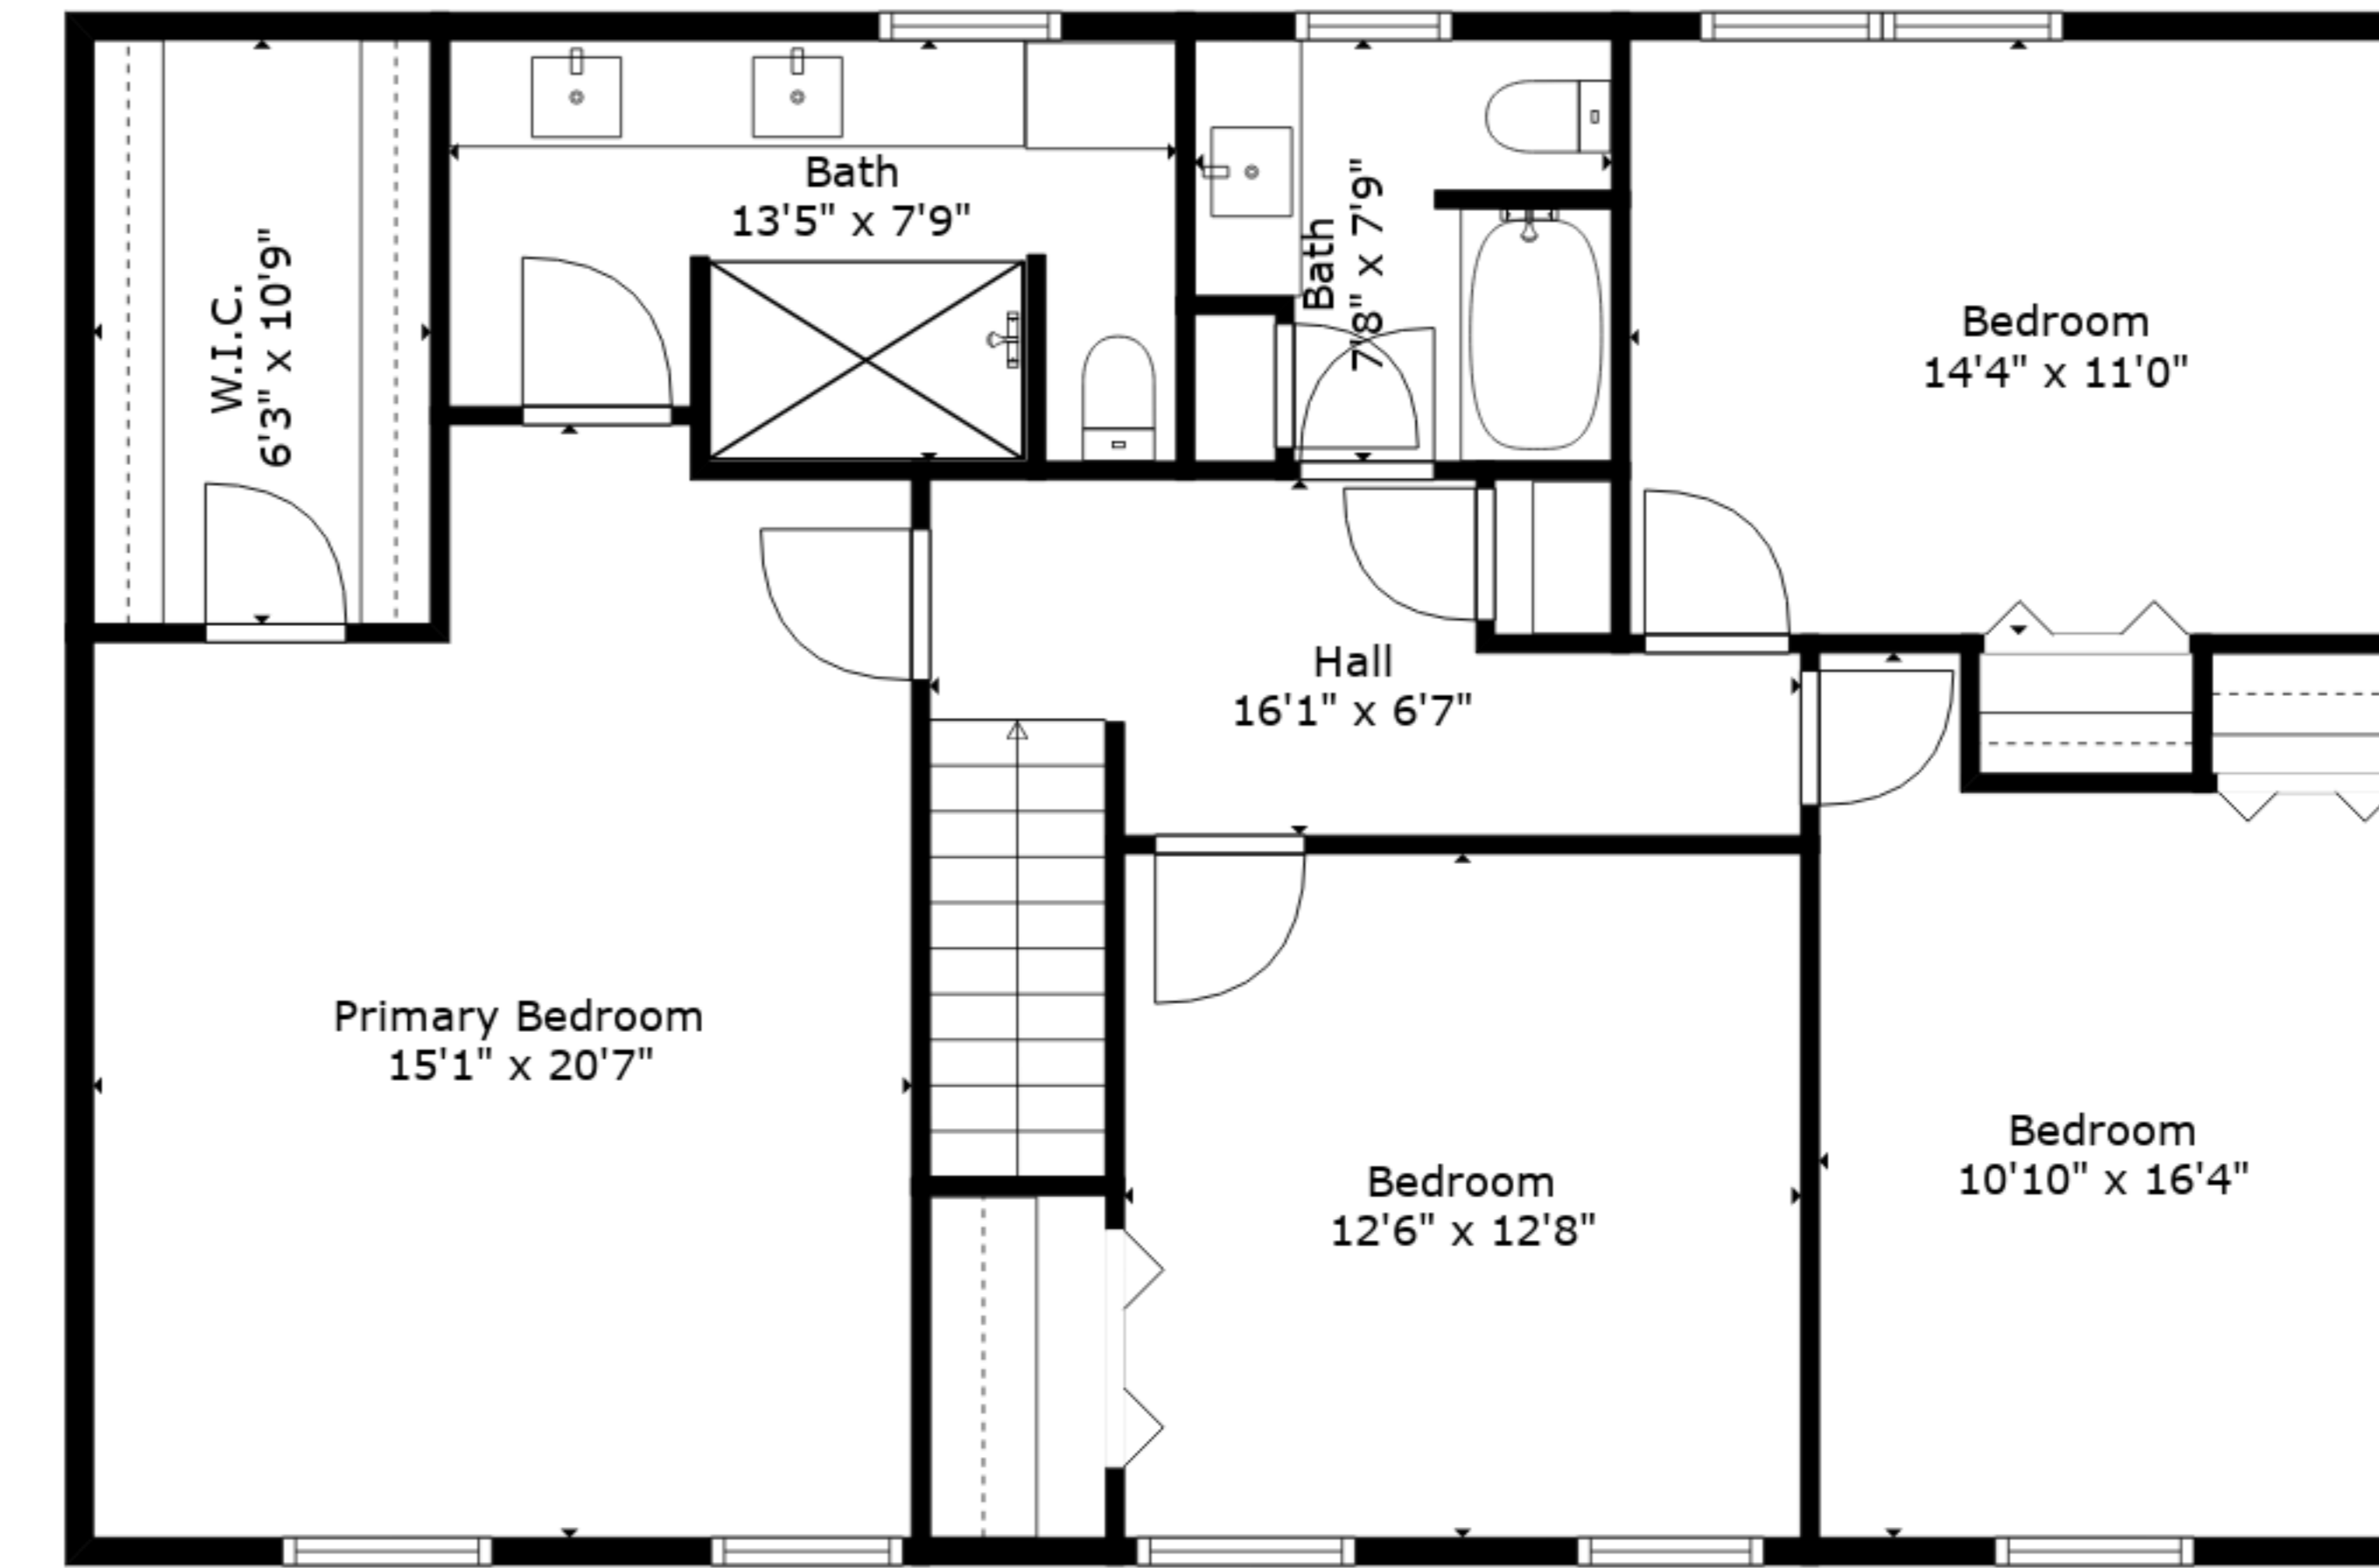 W.I.C.
6'3" x 10'9"
Bath
13'5" x 7'9"
Bath
7'8" x 7'9"
Bedroom
14'4" x 11'0"
Hall
16'1" x 6'7"
Primary Bedroom
15'1" x 20'7"
Bedroom
12'6" x 12'8"
Bedroom
10'10" x 16'4"